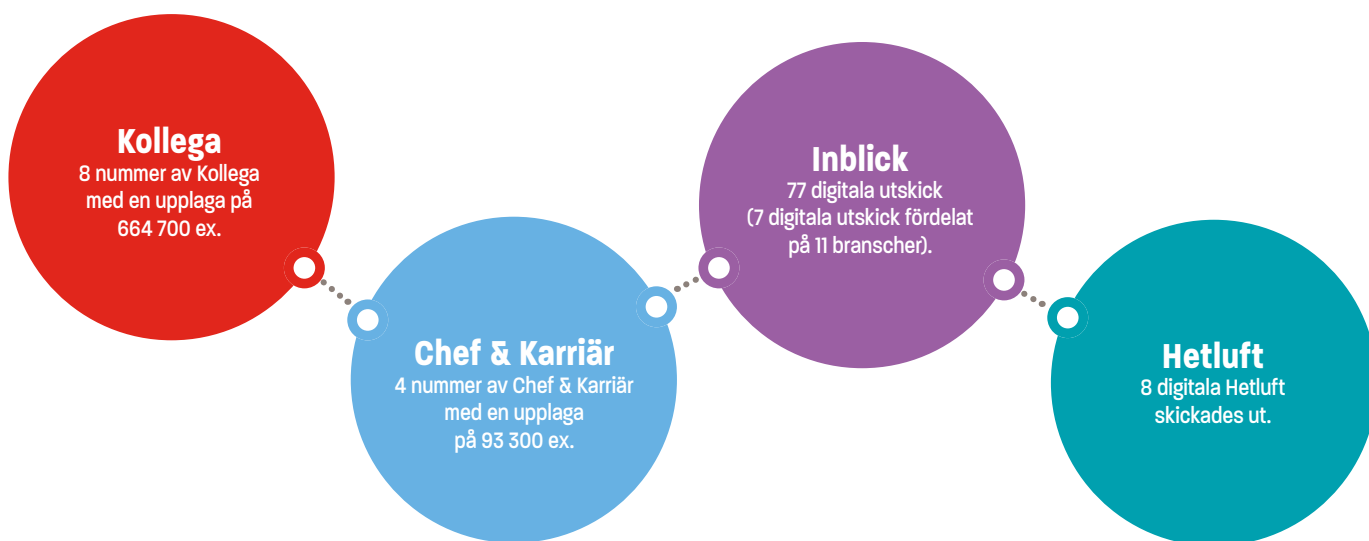 Kollega
8 nummer av Kollega
med en upplaga på
664 700 ex.
Chef & Karriär
4 nummer av Chef & Karriär
med en upplaga
på 93 300 ex.
Inblick
77 digitala utskick
(7 digitala utskick fördelat
på 11 branscher).
Hetluft
8 digitala Hetluft
skickades ut.